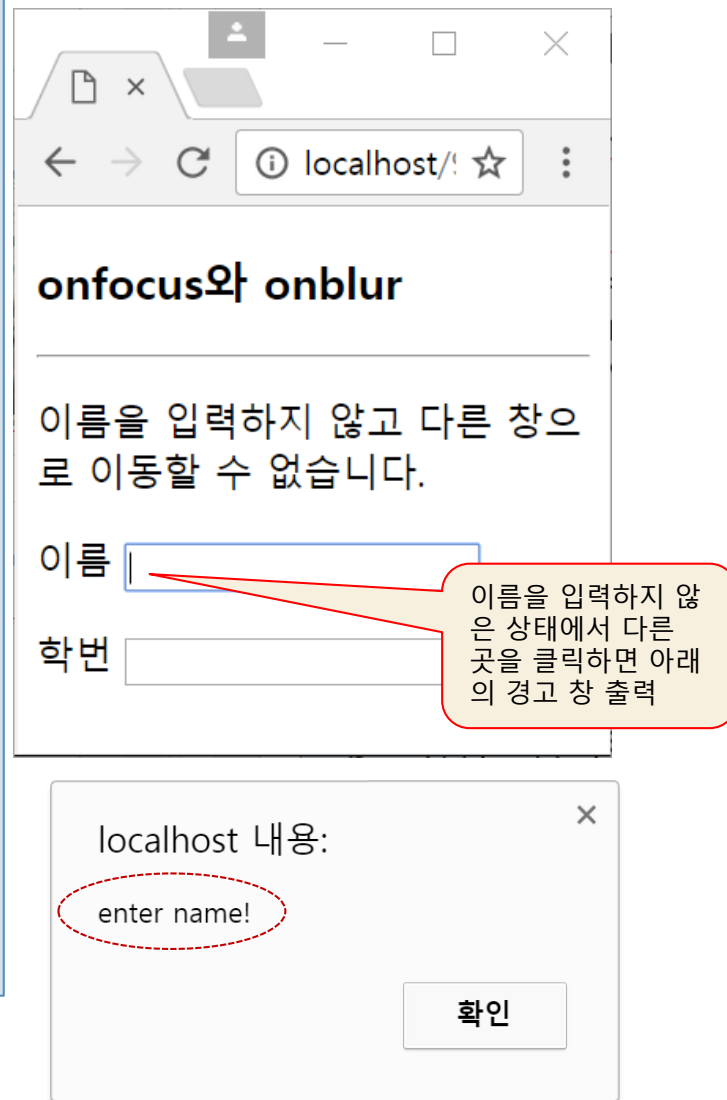 localhost/9
onfocus와 onblur
이름을 입력하지 않고 다른 창으
로 이동할 수 없습니다.
이름
이름을 입력하지 않
은 상태에서 다른
곳을 클릭하면 아래
의 경고 창 출력
학번
localhost 내용:
enter name!
확인